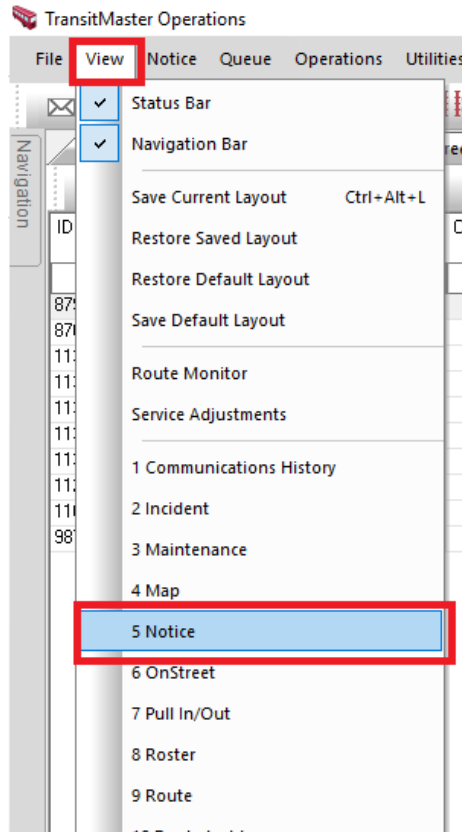 TransitMaster Operations
File View Notice Queue Operations Utilities
Status Bar
Navigation Bar
Navigation
Save Current Layout Ctrl+Alt+L
ID
Restore Saved Layout
Restore Default Layout
Save Default Layout
Route Monitor
Service Adjustments
1 Communications History
2 Incident
3 Maintenance
4 Map
5 Notice
6 OnStreet
7 Pull In/Out
8 Roster
9 Route